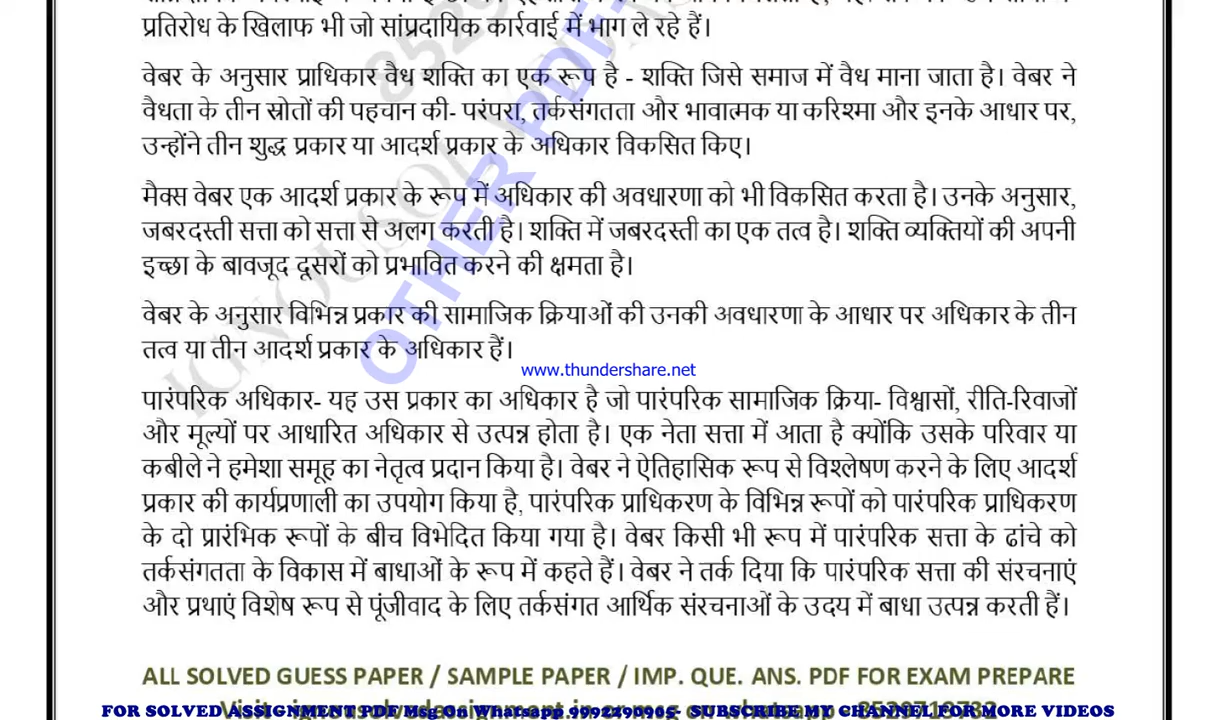 प्रतिरोध के खिलाफ भी जो सांप्रदायिक कार्रवाई में भाग ले रहे हैं।
वेबर के अनुसार प्राधिकार वैध शक्ति का एक रूप है - शक्ति जिसे समाज में वैध माना जाता है। वेबर ने
वैधता के तीन स्रोतों की पहचान की- परंपरा, तर्कसंगतता और भावात्मक या करिश्मा और इनके आधार पर,
उन्होंने तीन शुद्ध प्रकार या आदर्श प्रकार के अधिकार विकसित किए।
मैक्स वेबर एक आदर्श प्रकार के रूप में अधिकार की अवधारणा को भी विकसित करता है। उनके अनुसार,
जबरदस्ती सत्ता को सत्ता से अलग करती है। शक्ति में जबरदस्ती का एक तत्व है। शक्ति व्यक्तियों की अपनी
इच्छा के बावजूद दूसरों को प्रभावित करने की क्षमता है।
वेबर के अनुसार विभिन्न प्रकार की सामाजिक क्रियाओं की उनकी अवधारणा के आधार पर अधिकार के तीन
तत्व या तीन आदर्श प्रकार के अधिकार हैं।
www.thundershare.net
पारंपरिक अधिकार- यह उस प्रकार का अधिकार है जो पारंपरिक सामाजिक क्रिया- विश्वासों, रीति-रिवाजों
और मूल्यों पर आधारित अधिकार से उत्पन्न होता है। एक नेता सत्ता में आता है क्योंकि उसके परिवार या
कबीले ने हमेशा समूह का नेतृत्व प्रदान किया है। वेबर ने ऐतिहासिक रूप से विश्लेषण करने के लिए आदर्श
प्रकार की कार्यप्रणाली का उपयोग किया है, पारंपरिक प्राधिकरण के विभिन्न रूपों को पारंपरिक प्राधिकरण
के दो प्रारंभिक रूपों के बीच विभेदित किया गया है। वेबर किसी भी रूप में पारंपरिक सत्ता के ढांचे को
तर्कसंगतता के विकास में बाधाओं के रूप में कहते हैं। वेबर ने तर्क दिया कि पारंपरिक सत्ता की संरचनाएं
और प्रथाएं विशेष रूप से पूंजीवाद के लिए तर्कसंगत आर्थिक संरचनाओं के उदय में बाधा उत्पन्न करती हैं।
ALL SOLVED GUESS PAPER / SAMPLE PAPER / IMP. QUE. ANS. PDF FOR EXAM PREPARE
FOR SOLVED ASSIGNMENT PDF Msg On Whatsapp 9992290905- SUBSCRIBE MY CHANNEL FOR MORE VIDEOS
OTHER PDF